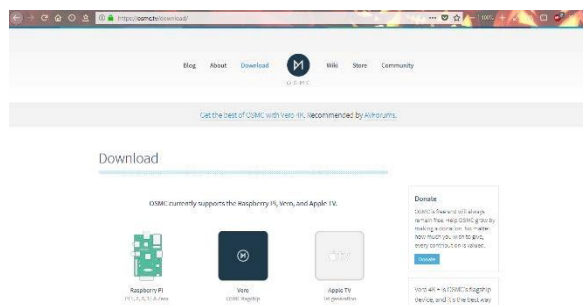 https://osmc.tv/download/
100%
Blog About Download Wiki Store Community
OSMC
Get the best of OSMC with Vero 4K. Recommended by AVForums.
Download
OSMC currently supports the Raspberry Pi, Vero, and Apple TV.
Raspberry Pi
Vero
OSMC flagship
Apple TV
1st generation
Donate
OSMC is free and will always
remain free. Help OSMC grow by
making a donation. No matter
how much you wish to give,
every contribution is valued.
Donate
Vero 4K + is OSMC's flagship
device, and it's the best way